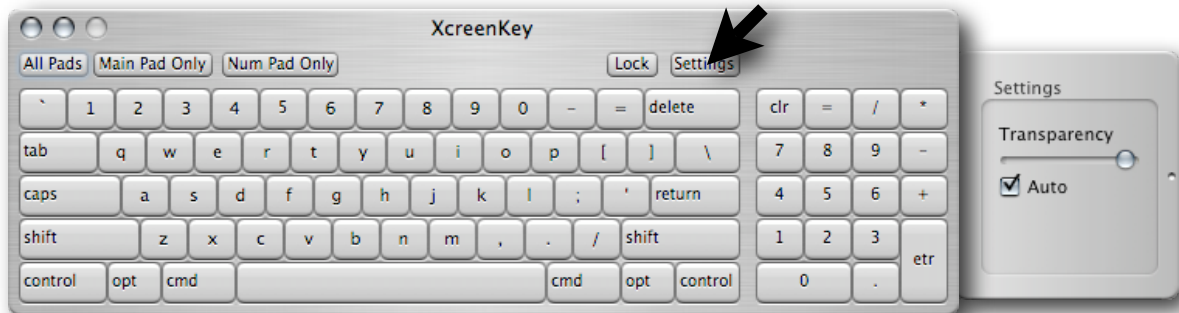 XcreenKey
All Pads Main Pad Only Num Pad Only Lock Settings
` 1 2 3 4 5 6 7 8 9 0 - = delete clr = / *
tab q w e r t y u i o p [ ] \ 7 8 9 -
caps a s d f g h j k l ; ' return 4 5 6 +
shift z x c v b n m , . / shift 1 2 3 etr
control opt cmd cmd opt control 0 .
Settings
Transparency
Auto